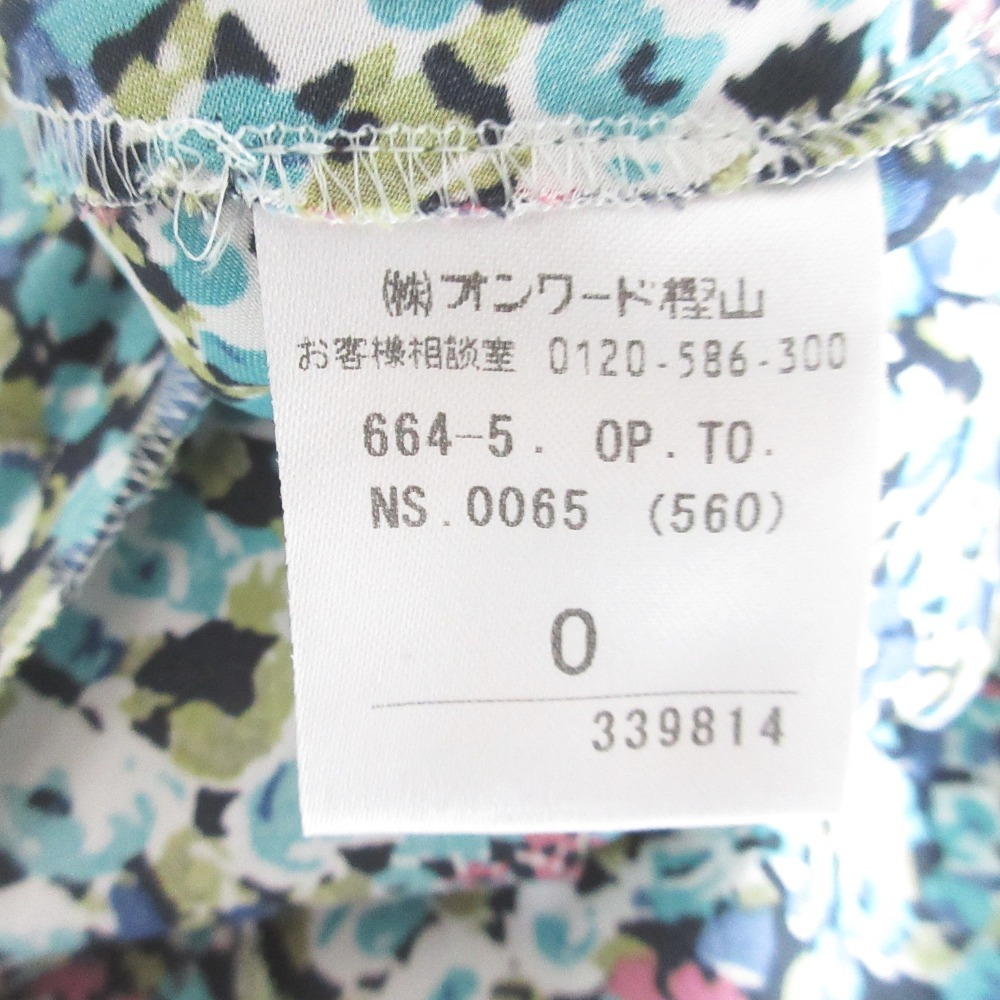 ㈱オンワード樫山
お客様相談室 0120-586-300
664-5. OP.TO.
NS.0065 (560)
0
339814